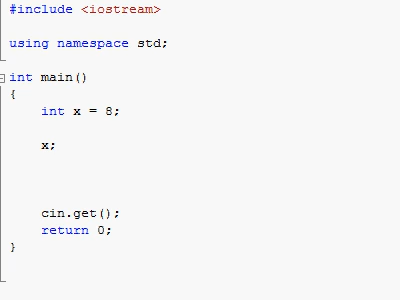 #include <iostream>
using namespace std;
int main()
{
    int x = 8;
    x;
    cin.get();
    return 0;
}